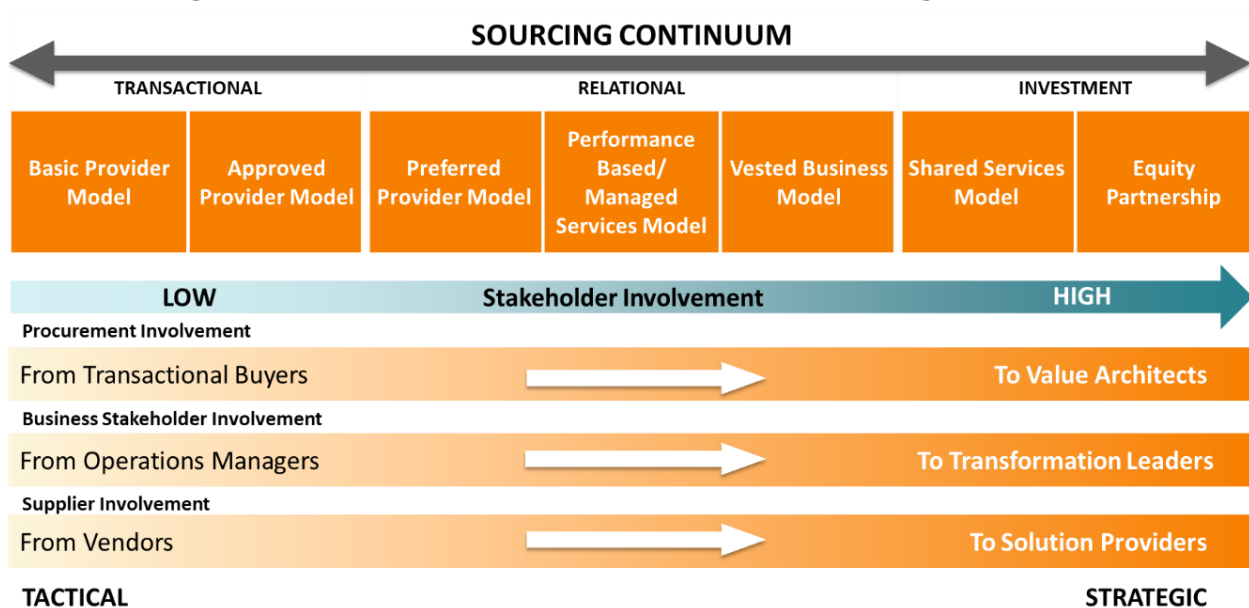 SOURCING CONTINUUM
TRANSACTIONAL
RELATIONAL
INVESTMENT
Basic Provider
Model
Approved
Provider Model
Preferred
Provider Model
Performance
Based/
Managed
Services Model
Vested Business
Model
Shared Services
Model
Equity
Partnership
LOW
Stakeholder Involvement
HIGH
Procurement Involvement
From Transactional Buyers
To Value Architects
Business Stakeholder Involvement
From Operations Managers
To Transformation Leaders
Supplier Involvement
From Vendors
To Solution Providers
TACTICAL
STRATEGIC